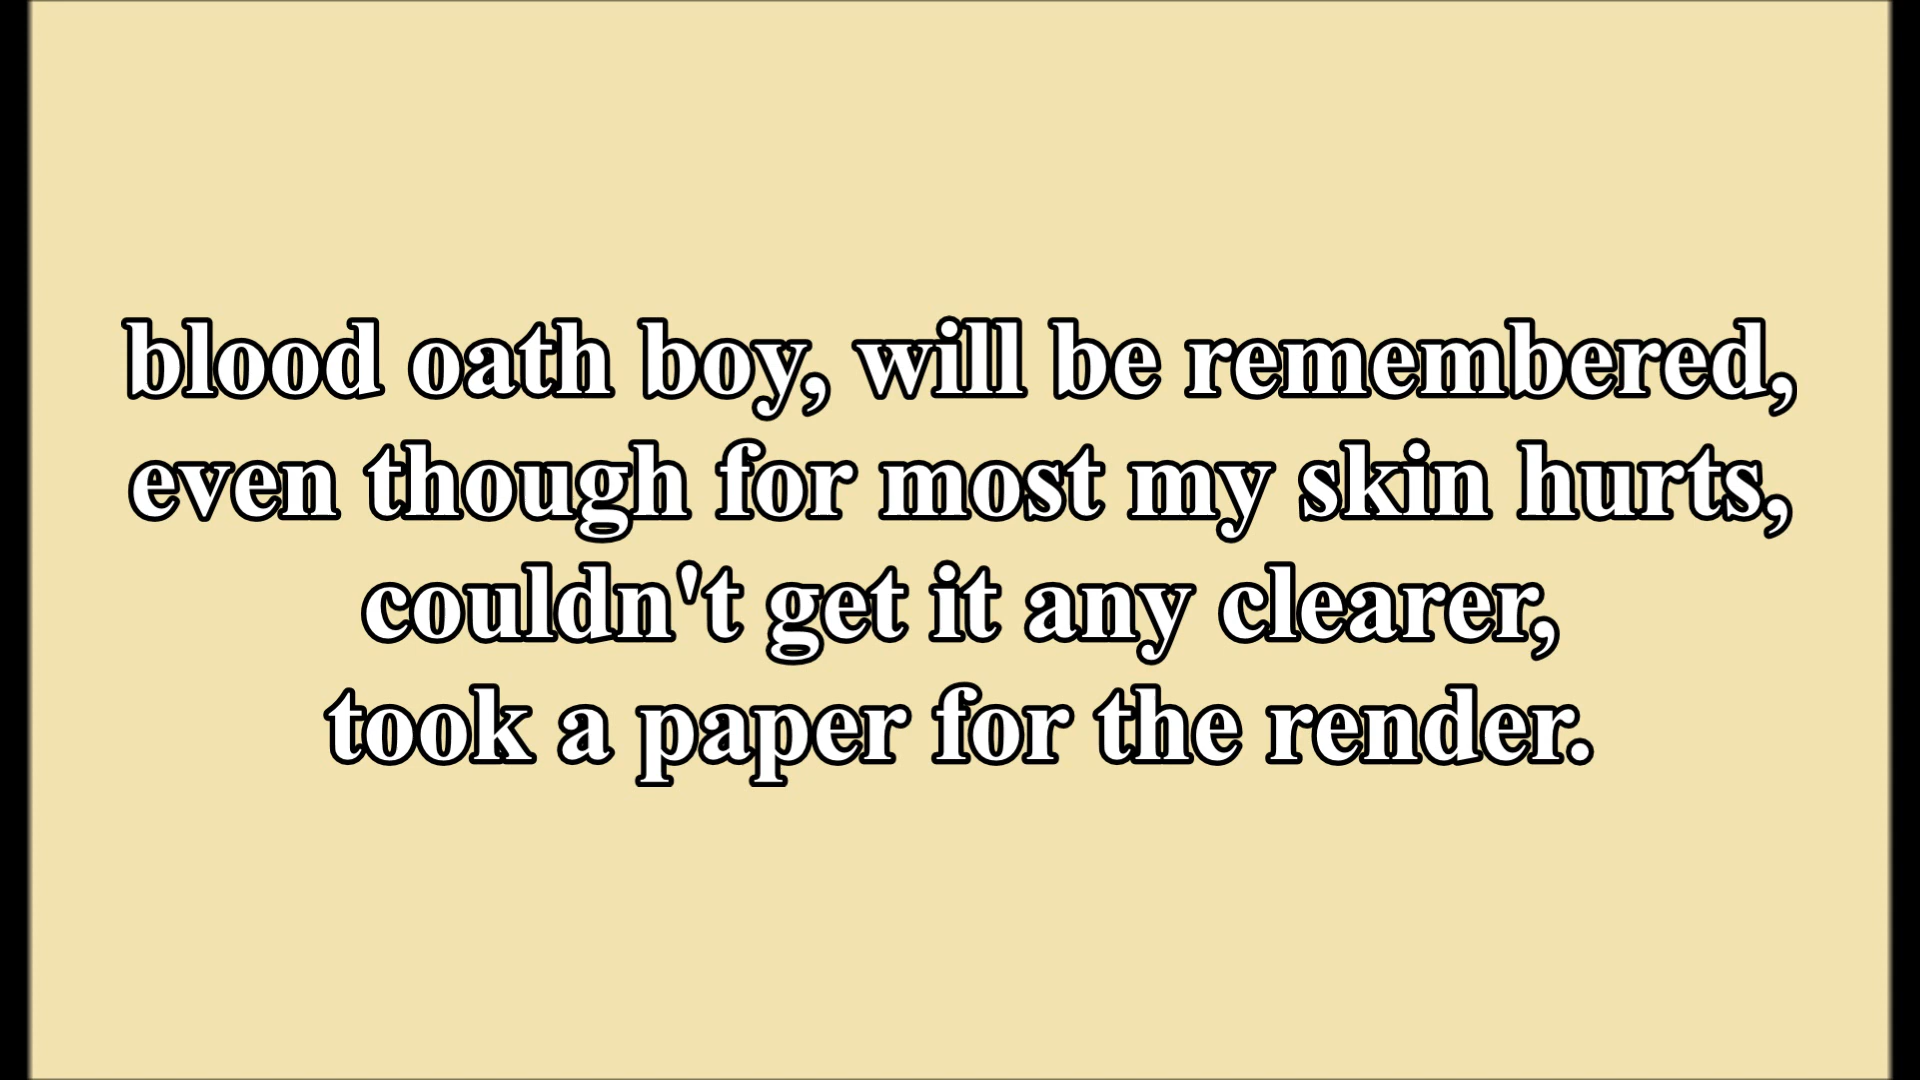 blood oath boy, will be remembered,
even though for most my skin hurts,
couldn't get it any clearer,
took a paper for the render.